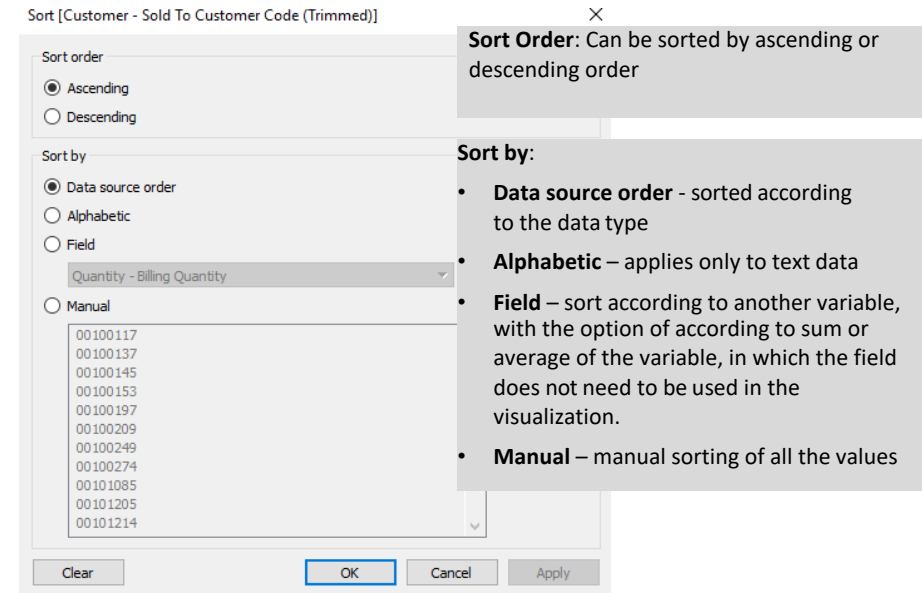 Sort [Customer - Sold To Customer Code (Trimmed)]
Sort order
Ascending
Descending
Sort by
Data source order
Alphabetic
Field
Quantity - Billing Quantity
Manual
00100117
00100137
00100145
00100153
00100197
00100209
00100249
00100274
00101085
00101205
00101214
Clear
OK
Cancel
Apply
Sort Order: Can be sorted by ascending or
descending order
Sort by:
• Data source order - sorted according
to the data type
• Alphabetic – applies only to text data
• Field – sort according to another variable,
with the option of according to sum or
average of the variable, in which the field
does not need to be used in the
visualization.
• Manual – manual sorting of all the values